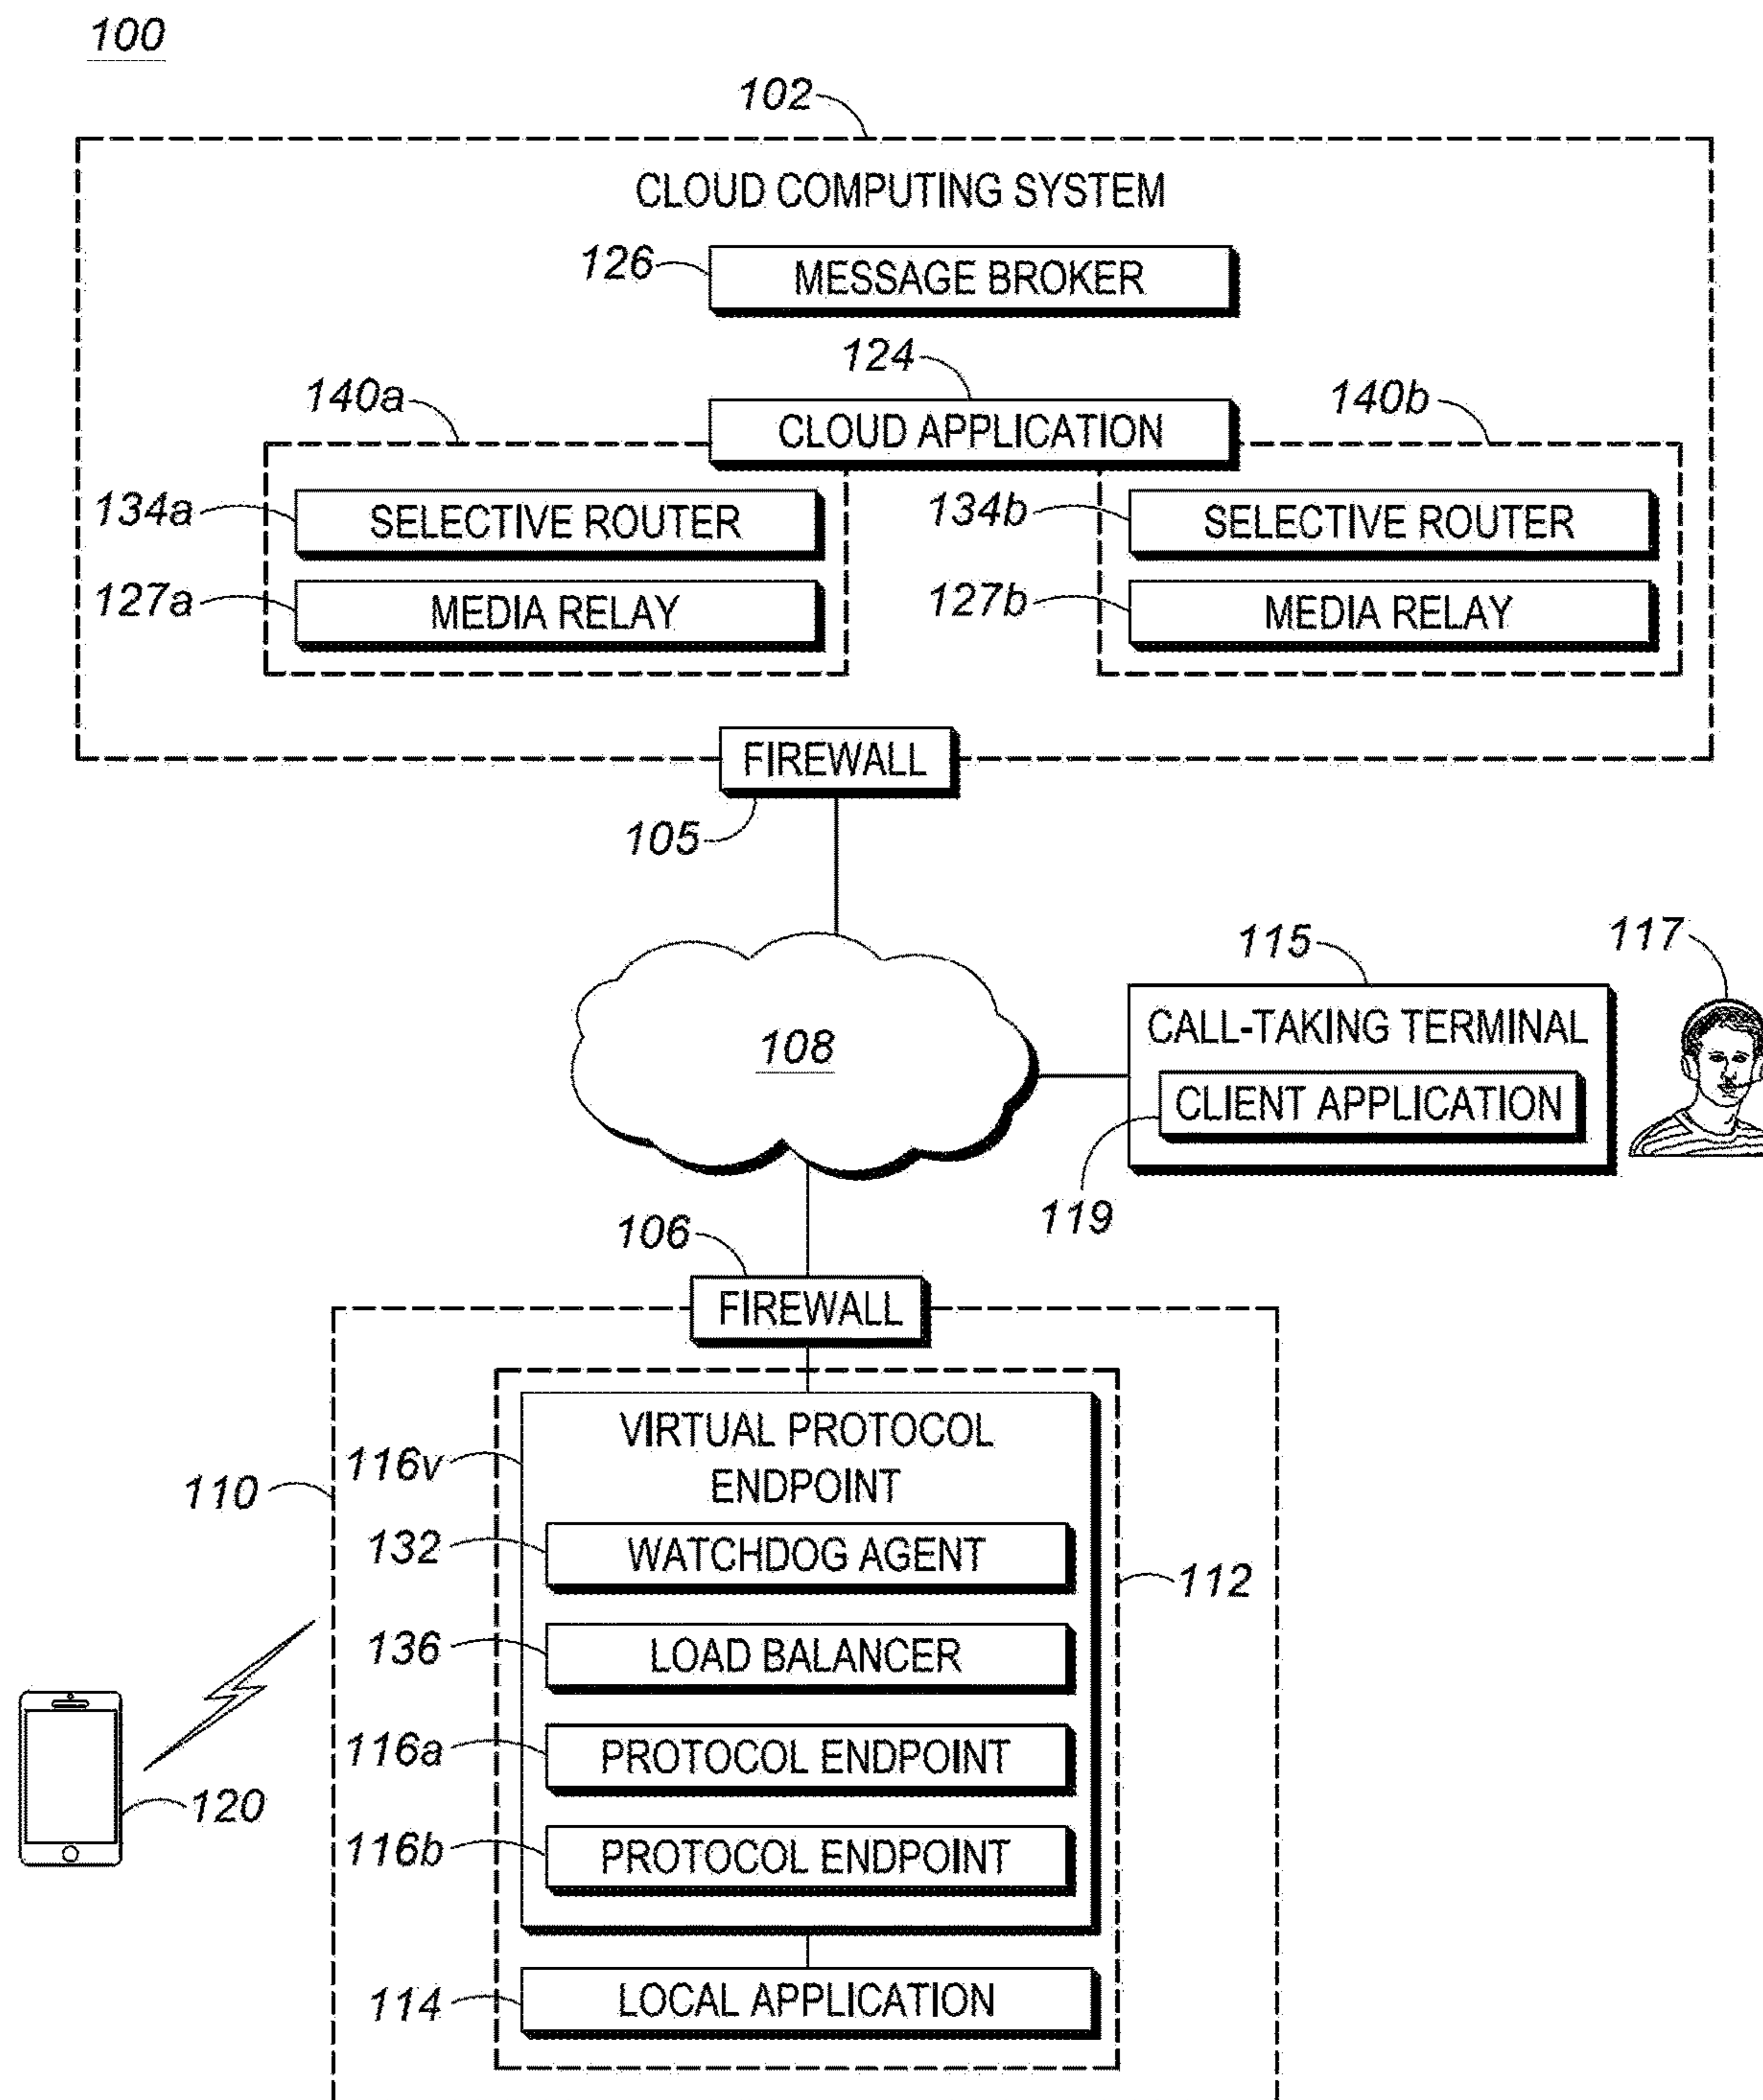 100
102
CLOUD COMPUTING SYSTEM
126 MESSAGE BROKER
124
140a CLOUD APPLICATION 140b
134a SELECTIVE ROUTER 134b SELECTIVE ROUTER
127a MEDIA RELAY 127b MEDIA RELAY
FIREWALL
105
115 117
108 CALL-TAKING TERMINAL
CLIENT APPLICATION
119
106
FIREWALL
VIRTUAL PROTOCOL
116v
110 ENDPOINT
132 WATCHDOG AGENT
112
136 LOAD BALANCER
116a PROTOCOL ENDPOINT
120
116b PROTOCOL ENDPOINT
114 LOCAL APPLICATION